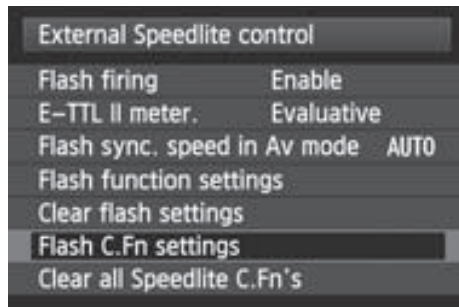 External Speedlite control
Flash firing Enable
E-TTL II meter. Evaluative
Flash sync. speed in Av mode AUTO
Flash function settings
Clear flash settings
Flash C.Fn settings
Clear all Speedlite C.Fn's